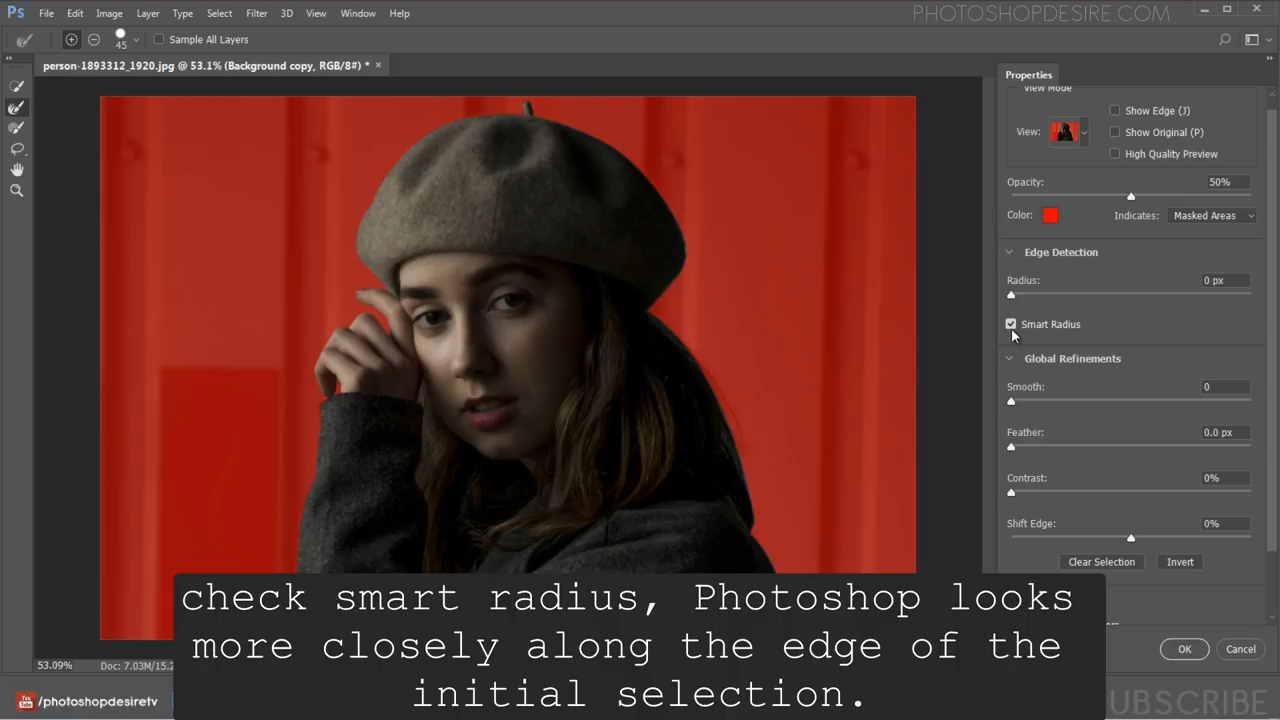 Ps File Edit Image Layer Type Select Filter 3D View Window Help
PHOTOSHOPDESIRE.COM
45 Sample All Layers
person-1893312_1920.jpg @ 53.1% (Background copy, RGB/8#) *
Properties
View Mode
Show Edge (J)
View:
Show Original (P)
High Quality Preview
Opacity: 50%
Color: Indicates: Masked Areas
Edge Detection
Radius: 0 px
Smart Radius
Global Refinements
Smooth: 0
Feather: 0.0 px
Contrast: 0%
Shift Edge: 0%
Clear Selection Invert
check smart radius, Photoshop looks
more closely along the edge of the
initial selection.
53.09% Doc: 7.03M/15.2
OK Cancel
You Tube /photoshopdesiretv
SUBSCRIBE